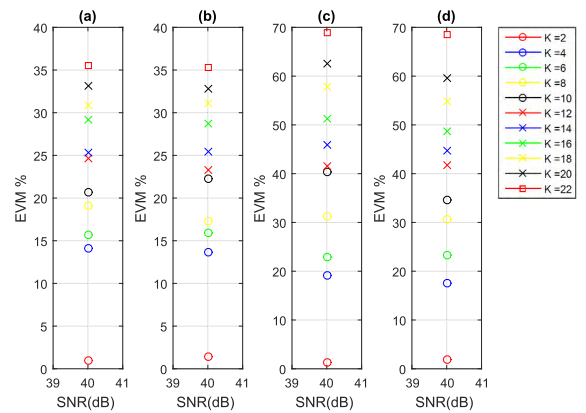 (a)
(b)
(c)
(d)
40
35
30
25
20
15
10
5
0
EVM %
39 40 41
SNR(dB)
40
35
30
25
20
15
10
5
0
EVM %
39 40 41
SNR(dB)
70
60
50
40
30
20
10
0
EVM %
39 40 41
SNR(dB)
70
60
50
40
30
20
10
0
EVM %
39 40 41
SNR(dB)
K =2
K =4
K =6
K =8
K =10
K =12
K =14
K =16
K =18
K =20
K =22